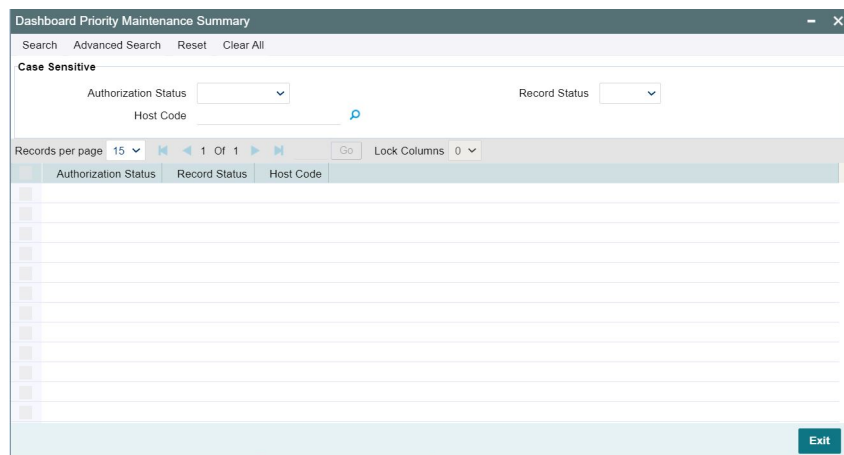 Dashboard Priority Maintenance Summary
Search Advanced Search Reset Clear All
Case Sensitive
Authorization Status Record Status
Host Code
Records per page 15 1 Of 1 Go Lock Columns 0
Authorization Status Record Status Host Code
Exit